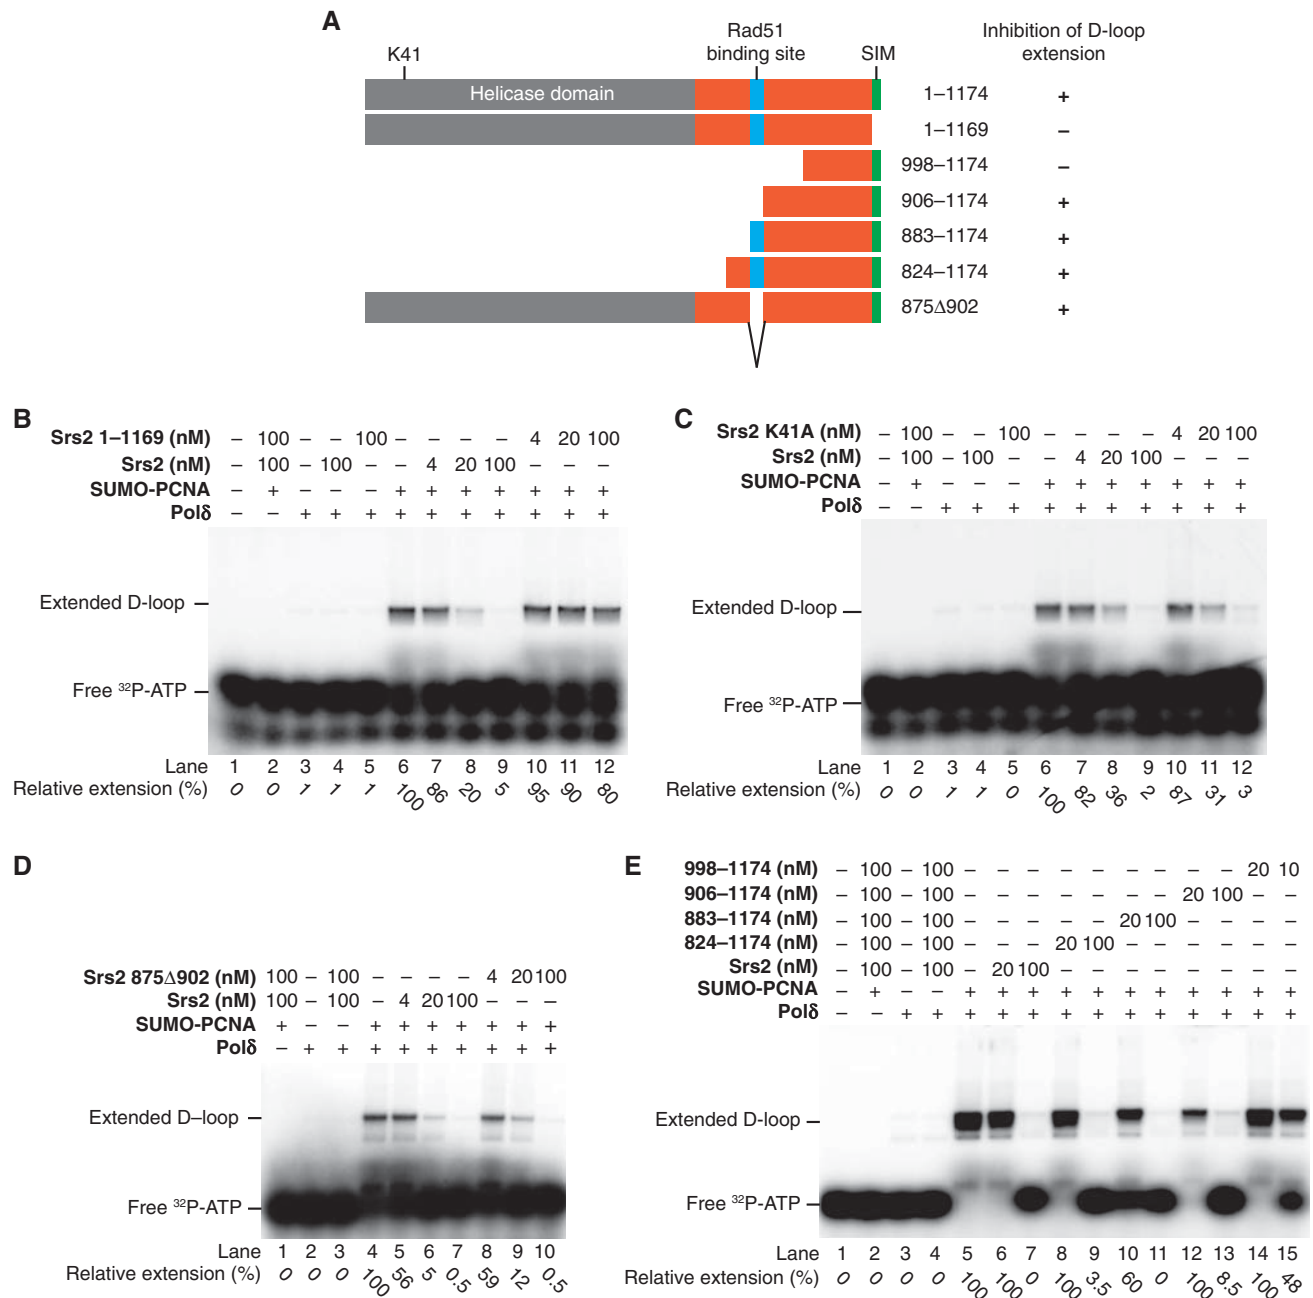 A
K41
Rad51
binding site
SIM
Inhibition of D-loop
extension
Helicase domain
1–1174 +
1–1169 –
998–1174 –
906–1174 +
883–1174 +
824–1174 +
875Δ902 +
B
Srs2 1–1169 (nM) – 100 – – 100 – – – – 4 20 100
Srs2 (nM) – 100 – 100 – – 4 20 100 – – –
SUMO-PCNA – + – – – + + + + + + +
Polδ – – + + + + + + + + + +
Extended D-loop
Free ³²P-ATP
Lane 1 2 3 4 5 6 7 8 9 10 11 12
Relative extension (%) 0 0 1 1 1 100 86 20 5 95 90 80
C
Srs2 K41A (nM) – 100 – – 100 – – – – 4 20 100
Srs2 (nM) – 100 – 100 – – 4 20 100 – – –
SUMO-PCNA – + – – – + + + + + + +
Polδ – – + + + + + + + + + +
Extended D-loop
Free ³²P-ATP
Lane 1 2 3 4 5 6 7 8 9 10 11 12
Relative extension (%) 0 0 1 1 0 100 82 36 2 87 31 3
D
Srs2 875Δ902 (nM) 100 – 100 – – – – 4 20 100
Srs2 (nM) 100 – 100 – 4 20 100 – – –
SUMO-PCNA + – – + + + + + + +
Polδ – + + + + + + + + +
Extended D–loop
Free ³²P-ATP
Lane 1 2 3 4 5 6 7 8 9 10
Relative extension (%) 0 0 0 100 56 5 0.5 59 12 0.5
E
998–1174 (nM) – 100 – 100 – – – – – – – – – 20 10
906–1174 (nM) – 100 – 100 – – – – – – – 20 100 – –
883–1174 (nM) – 100 – 100 – – – – – 20 100 – – – –
824–1174 (nM) – 100 – 100 – – – 20 100 – – – – – –
Srs2 (nM) – 100 – 100 – 20 100 – – – – – – – –
SUMO-PCNA – + – – + + + + + + + + + + +
Polδ – – + + + + + + + + + + + + +
Extended D-loop
Free ³²P-ATP
Lane 1 2 3 4 5 6 7 8 9 10 11 12 13 14 15
Relative extension (%) 0 0 0 0 100 100 0 100 3.5 60 0 100 8.5 100 48